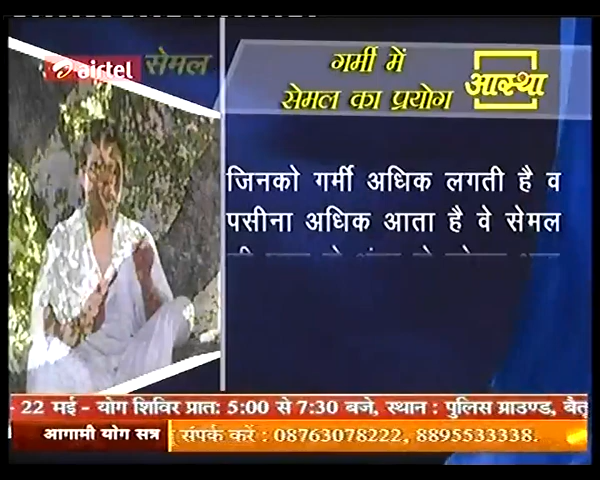 airtel
सेमल
गर्मी में
सेमल का प्रयोग
आस्था
जिनको गर्मी अधिक लगती है व
पसीना अधिक आता है वे सेमल
- 22 मई - योग शिविर प्रात: 5:00 से 7:30 बजे, स्थान : पुलिस ग्राउण्ड, बैतू
आगामी योग सत्र
संपर्क करें : 08763078222, 8895533338.